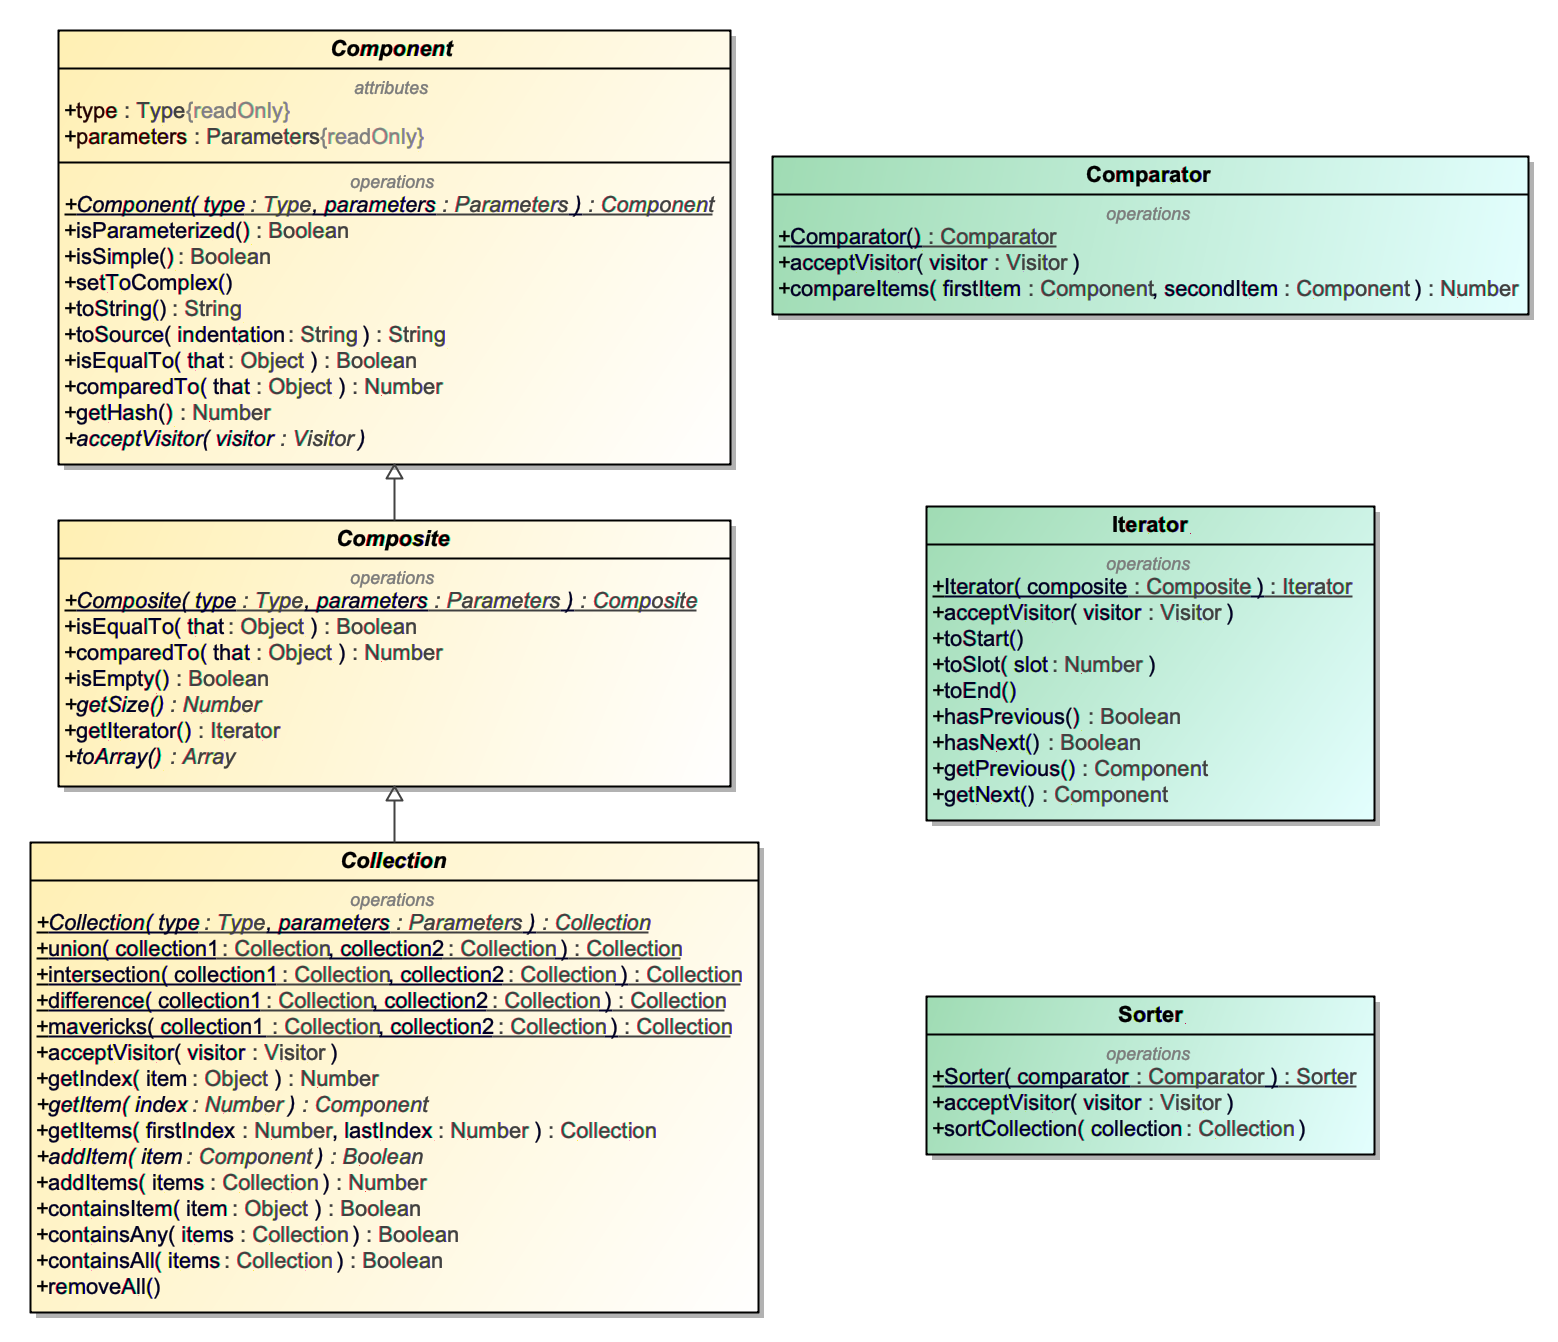 Component
attributes
+type : Type{readOnly}
+parameters : Parameters{readOnly}
operations
+Component( type : Type, parameters : Parameters ) : Component
+isParameterized() : Boolean
+isSimple() : Boolean
+setToComplex()
+toString() : String
+toSource( indentation : String ) : String
+isEqualTo( that : Object ) : Boolean
+comparedTo( that : Object ) : Number
+getHash() : Number
+acceptVisitor( visitor : Visitor )
Composite
operations
+Composite( type : Type, parameters : Parameters ) : Composite
+isEqualTo( that : Object ) : Boolean
+comparedTo( that : Object ) : Number
+isEmpty() : Boolean
+getSize() : Number
+getIterator() : Iterator
+toArray() : Array
Collection
operations
+Collection( type : Type, parameters : Parameters ) : Collection
+union( collection1 : Collection, collection2 : Collection ) : Collection
+intersection( collection1 : Collection, collection2 : Collection ) : Collection
+difference( collection1 : Collection, collection2 : Collection ) : Collection
+mavericks( collection1 : Collection, collection2 : Collection ) : Collection
+acceptVisitor( visitor : Visitor )
+getIndex( item : Object ) : Number
+getItem( index : Number ) : Component
+getItems( firstIndex : Number, lastIndex : Number ) : Collection
+addItem( item : Component ) : Boolean
+addItems( items : Collection ) : Number
+containsItem( item : Object ) : Boolean
+containsAny( items : Collection ) : Boolean
+containsAll( items : Collection ) : Boolean
+removeAll()
Comparator
operations
+Comparator() : Comparator
+acceptVisitor( visitor : Visitor )
+compareItems( firstItem : Component, secondItem : Component ) : Number
Iterator
operations
+Iterator( composite : Composite ) : Iterator
+acceptVisitor( visitor : Visitor )
+toStart()
+toSlot( slot : Number )
+toEnd()
+hasPrevious() : Boolean
+hasNext() : Boolean
+getPrevious() : Component
+getNext() : Component
Sorter
operations
+Sorter( comparator : Comparator ) : Sorter
+acceptVisitor( visitor : Visitor )
+sortCollection( collection : Collection )